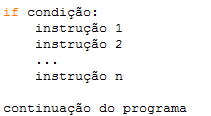 if condição:
instrução 1
instrução 2
...
instrução n
continuação do programa